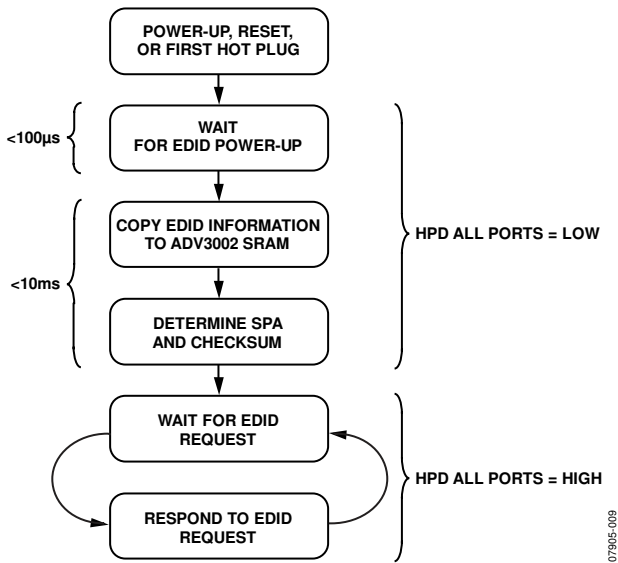 POWER-UP, RESET,
OR FIRST HOT PLUG
<100µs
WAIT
FOR EDID POWER-UP
COPY EDID INFORMATION
TO ADV3002 SRAM
HPD ALL PORTS = LOW
<10ms
DETERMINE SPA
AND CHECKSUM
WAIT FOR EDID
REQUEST
HPD ALL PORTS = HIGH
RESPOND TO EDID
REQUEST
07905-009